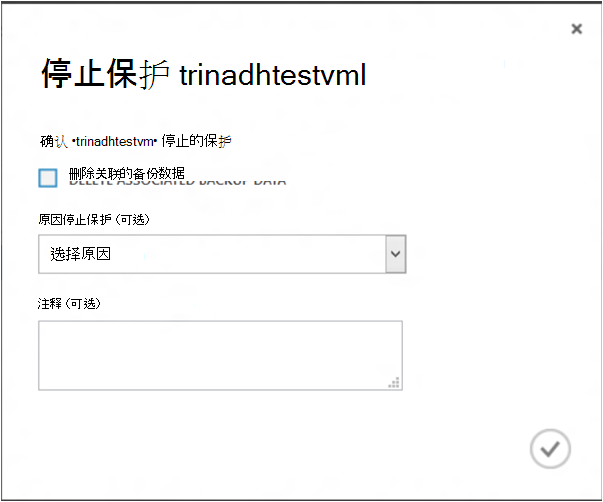 停止保护 trinadhtestvml
确认 •trinadhtestvm• 停止的保护
删除关联的备份数据
DELETE ASSOCIATED BACKUP DATA
原因停止保护 (可选)
选择原因
注释 (可选)